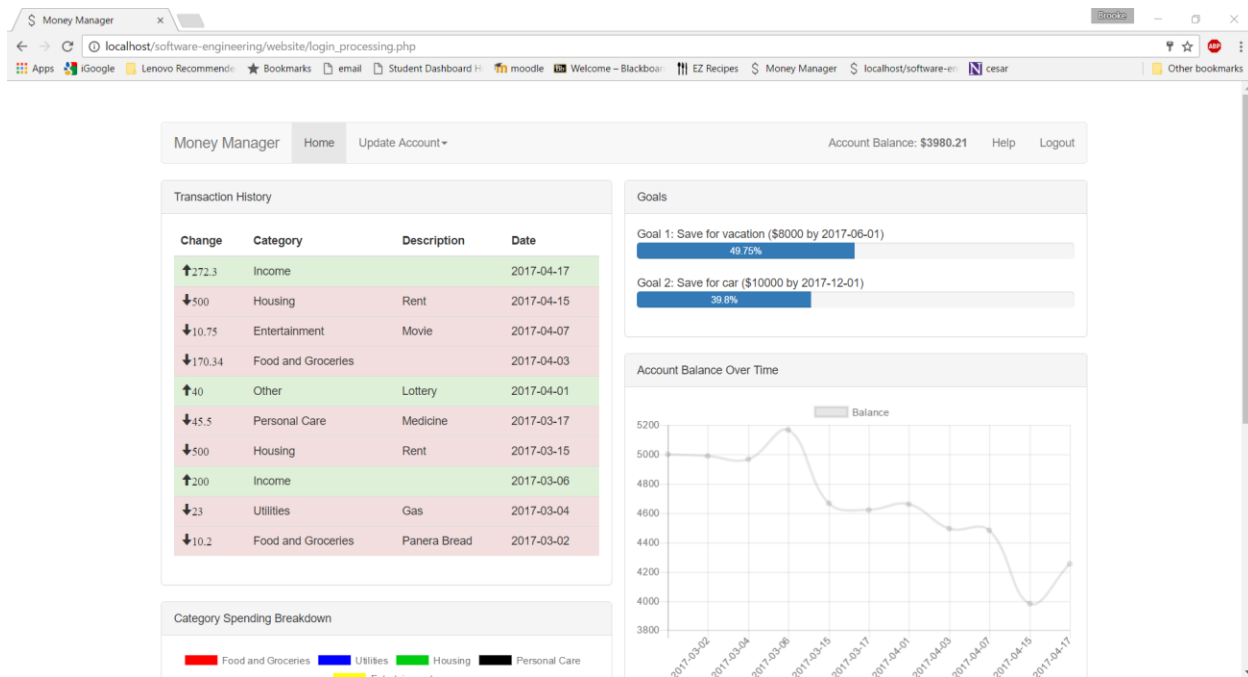 Money Manager
Brooke
localhost/software-engineering/website/login_processing.php
ABP
Apps iGoogle Lenovo Recommende Bookmarks email Student Dashboard H moodle Welcome – Blackboar EZ Recipes Money Manager localhost/software-en cesar Other bookmarks
Money Manager Home Update Account Account Balance: $3980.21 Help Logout
Transaction History
Change Category Description Date
272.3 Income 2017-04-17
500 Housing Rent 2017-04-15
10.75 Entertainment Movie 2017-04-07
170.34 Food and Groceries 2017-04-03
40 Other Lottery 2017-04-01
45.5 Personal Care Medicine 2017-03-17
500 Housing Rent 2017-03-15
200 Income 2017-03-06
23 Utilities Gas 2017-03-04
10.2 Food and Groceries Panera Bread 2017-03-02
Category Spending Breakdown
Food and Groceries Utilities Housing Personal Care
Goals
Goal 1: Save for vacation ($8000 by 2017-06-01)
49.75%
Goal 2: Save for car ($10000 by 2017-12-01)
39.8%
Account Balance Over Time
Balance
5200
5000
4800
4600
4400
4200
4000
3800
2017-03-02 2017-03-04 2017-03-06 2017-03-15 2017-03-17 2017-04-01 2017-04-03 2017-04-07 2017-04-15 2017-04-17